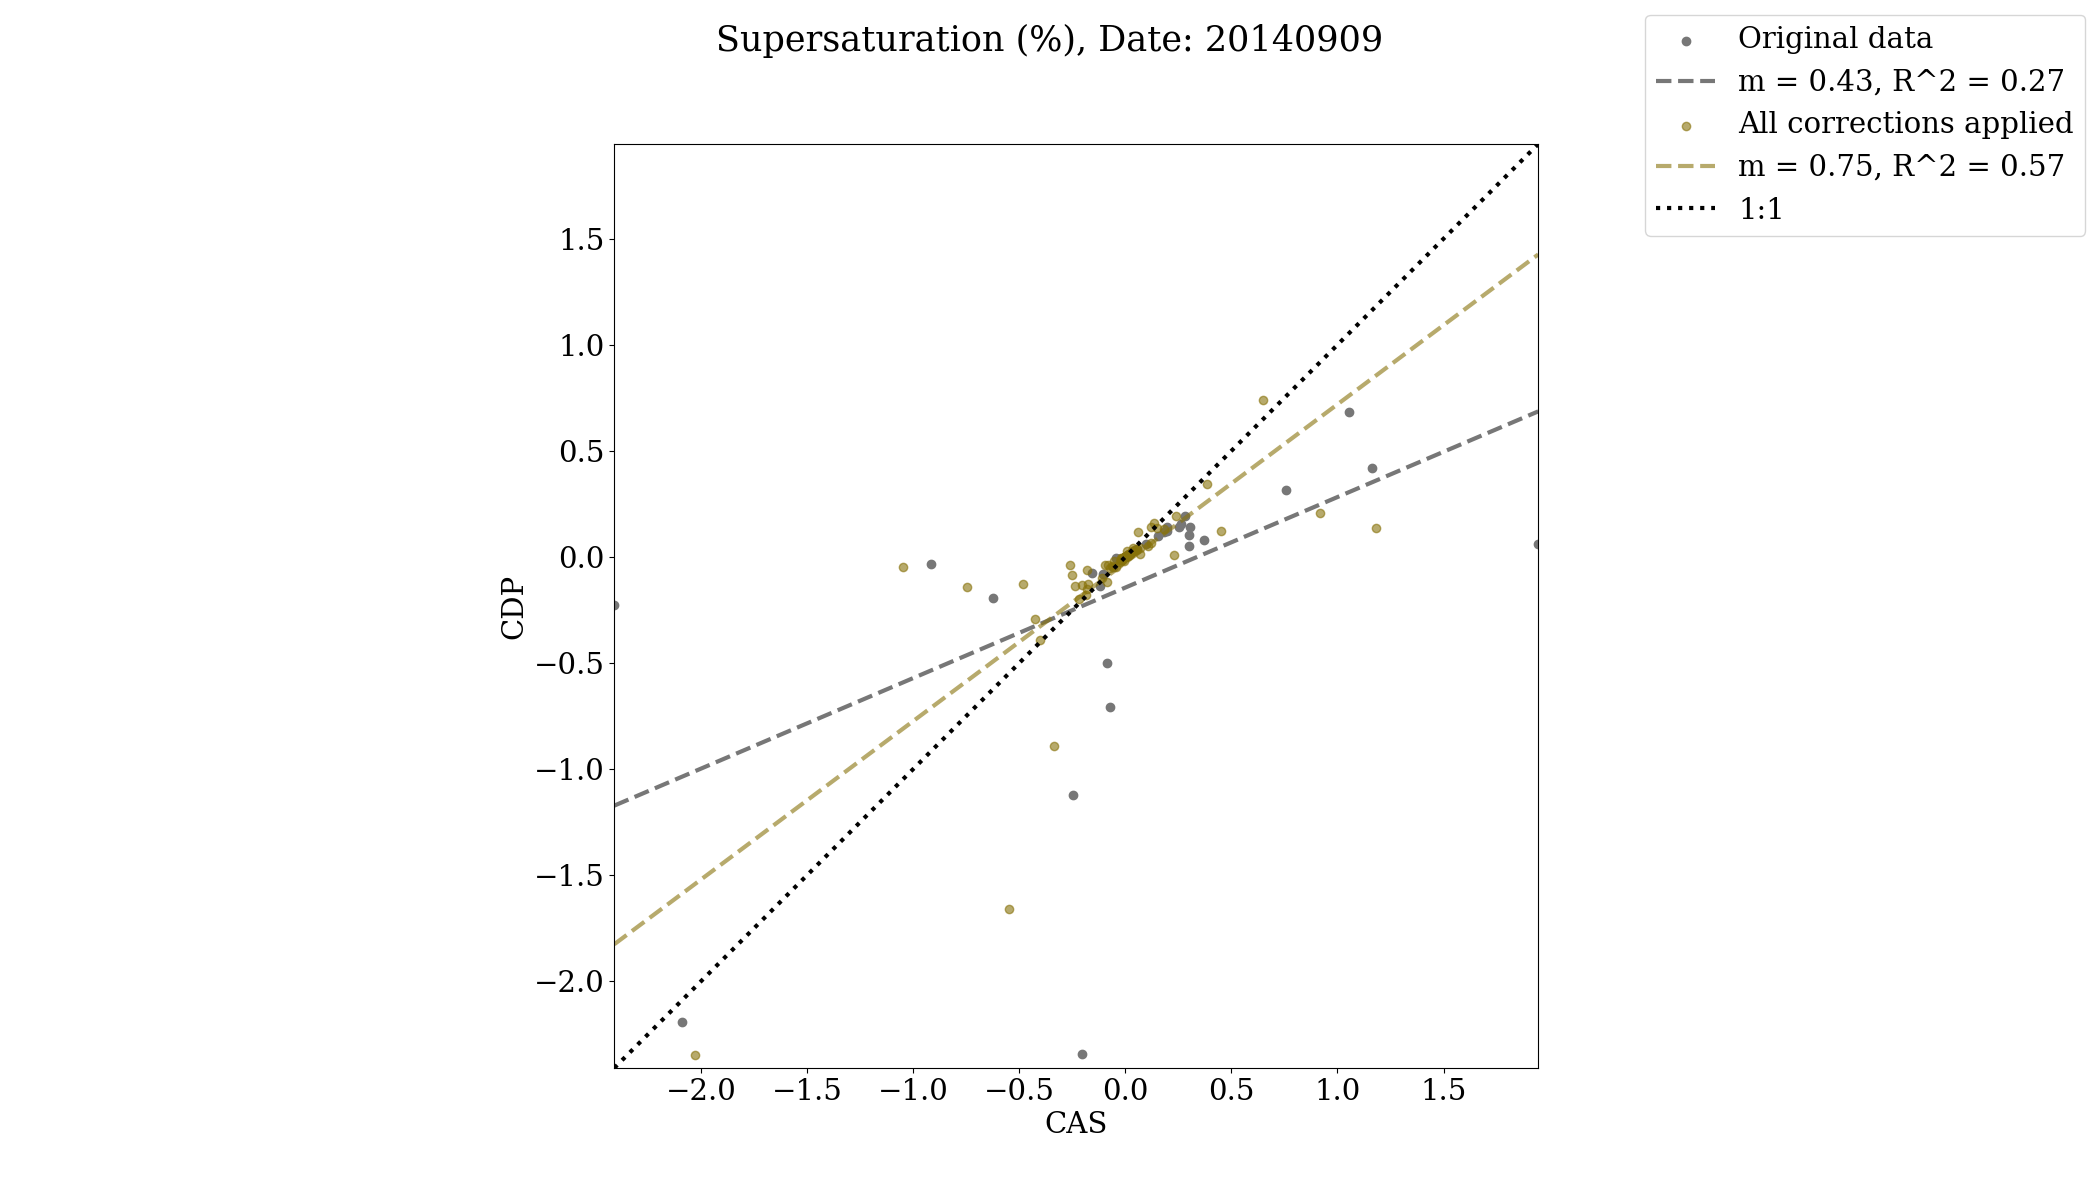 Supersaturation (%), Date: 20140909
Original data
m = 0.43, R^2 = 0.27
All corrections applied
m = 0.75, R^2 = 0.57
1:1
1.5
1.0
0.5
0.0
−0.5
−1.0
−1.5
−2.0
CDP
−2.0 −1.5 −1.0 −0.5 0.0 0.5 1.0 1.5
CAS